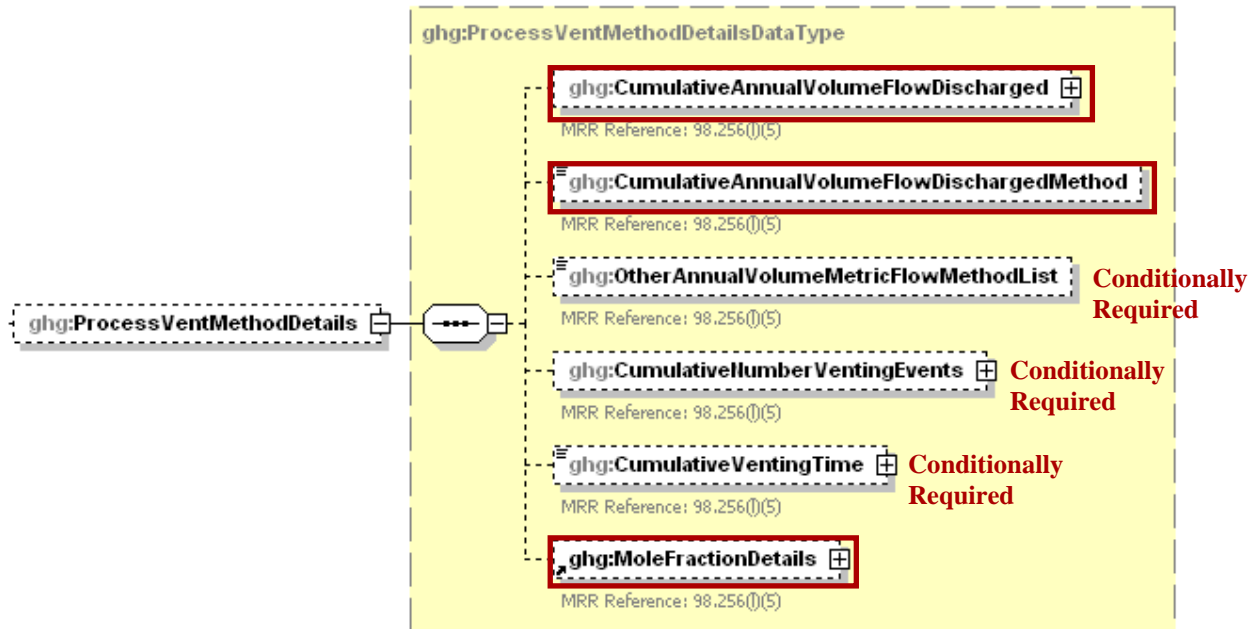 ghg:ProcessVentMethodDetailsDataType
ghg:CumulativeAnnualVolumeFlowDischarged
MRR Reference: 98.256(l)(5)
ghg:CumulativeAnnualVolumeFlowDischargedMethod
MRR Reference: 98.256(l)(5)
ghg:OtherAnnualVolumeMetricFlowMethodList
Conditionally
Required
MRR Reference: 98.256(l)(5)
ghg:ProcessVentMethodDetails
ghg:CumulativeNumberVentingEvents
Conditionally
Required
MRR Reference: 98.256(l)(5)
ghg:CumulativeVentingTime
Conditionally
Required
MRR Reference: 98.256(l)(5)
ghg:MoleFractionDetails
MRR Reference: 98.256(l)(5)